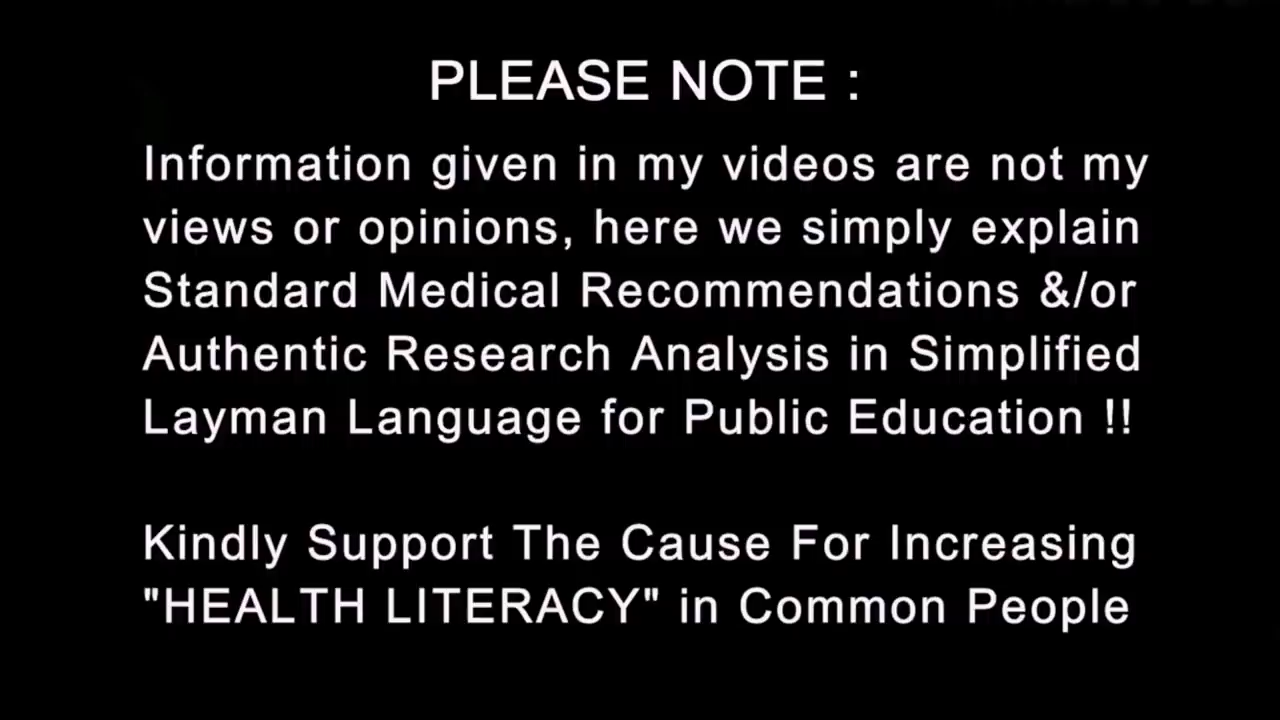 PLEASE NOTE :
Information given in my videos are not my
views or opinions, here we simply explain
Standard Medical Recommendations &/or
Authentic Research Analysis in Simplified
Layman Language for Public Education !!
Kindly Support The Cause For Increasing
"HEALTH LITERACY" in Common People